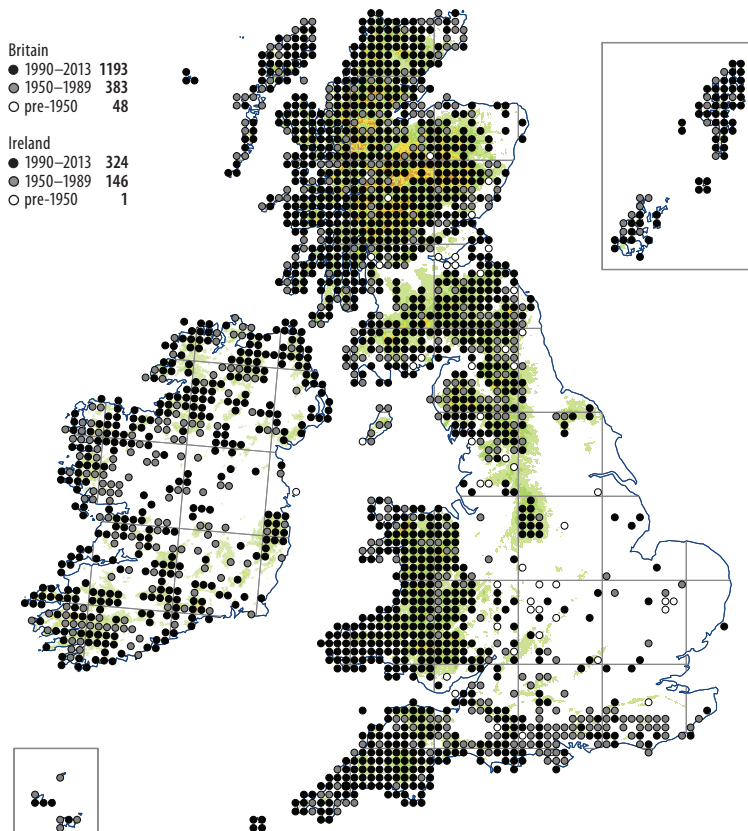 Britain
● 1990–2013 1193
● 1950–1989 383
○ pre-1950 48
Ireland
● 1990–2013 324
● 1950–1989 146
○ pre-1950 1